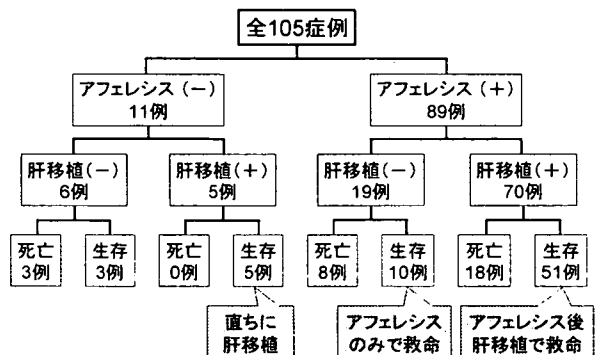 全105症例
アフェレシス（−）
11例
アフェレシス（＋）
89例
肝移植(−)
6例
肝移植(＋)
5例
肝移植(−)
19例
肝移植(＋)
70例
死亡
3例
生存
3例
死亡
0例
生存
5例
死亡
8例
生存
10例
死亡
18例
生存
51例
直ちに
肝移植
アフェレシス
のみで救命
アフェレシス後
肝移植で救命